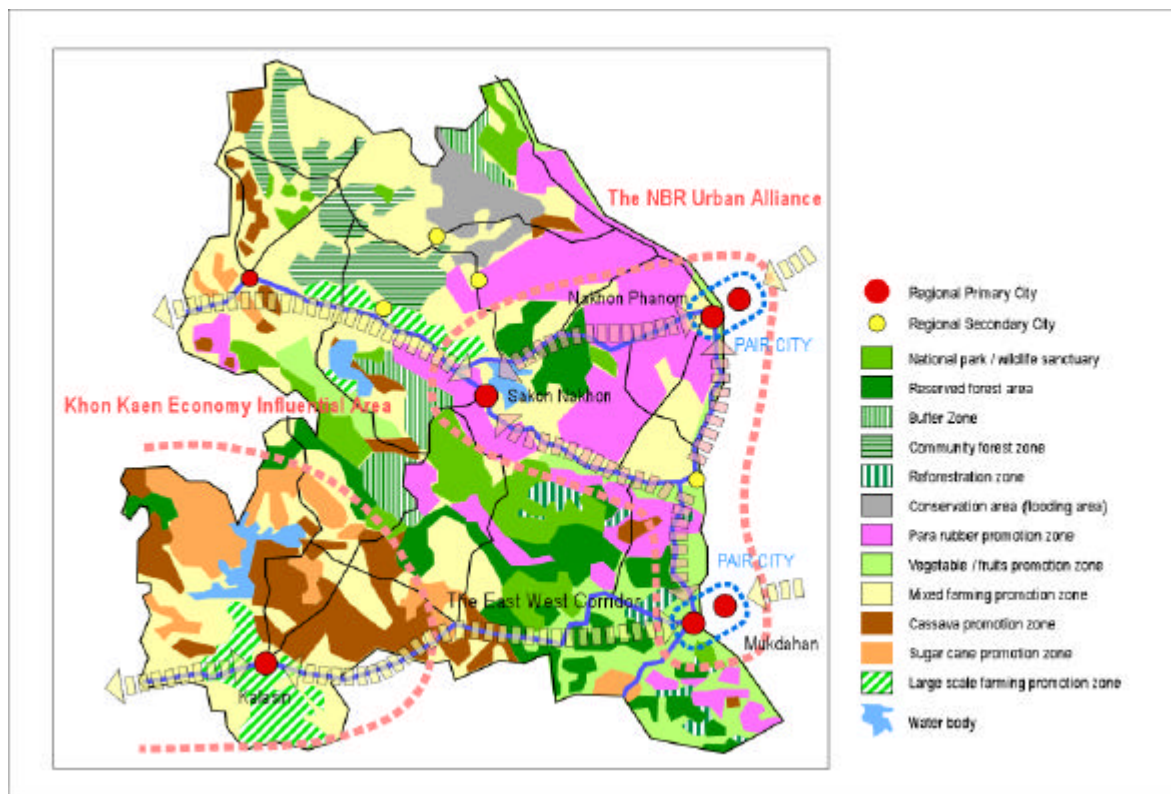 The NBR Urban Alliance
Nakhon Phanom
PAIR CITY
Sakon Nakhon
Khon Kaen Economy Influential Area
PAIR CITY
The East West Corridor
Mukdahan
Kalasin
Regional Primary City
Regional Secondary City
National park / wildlife sanctuary
Reserved forest area
Buffer Zone
Community forest zone
Reforestration zone
Conservation area (flooding area)
Para rubber promotion zone
Vegetable / fruits promotion zone
Mixed farming promotion zone
Cassava promotion zone
Sugar cane promotion zone
Large scale farming promotion zone
Water body